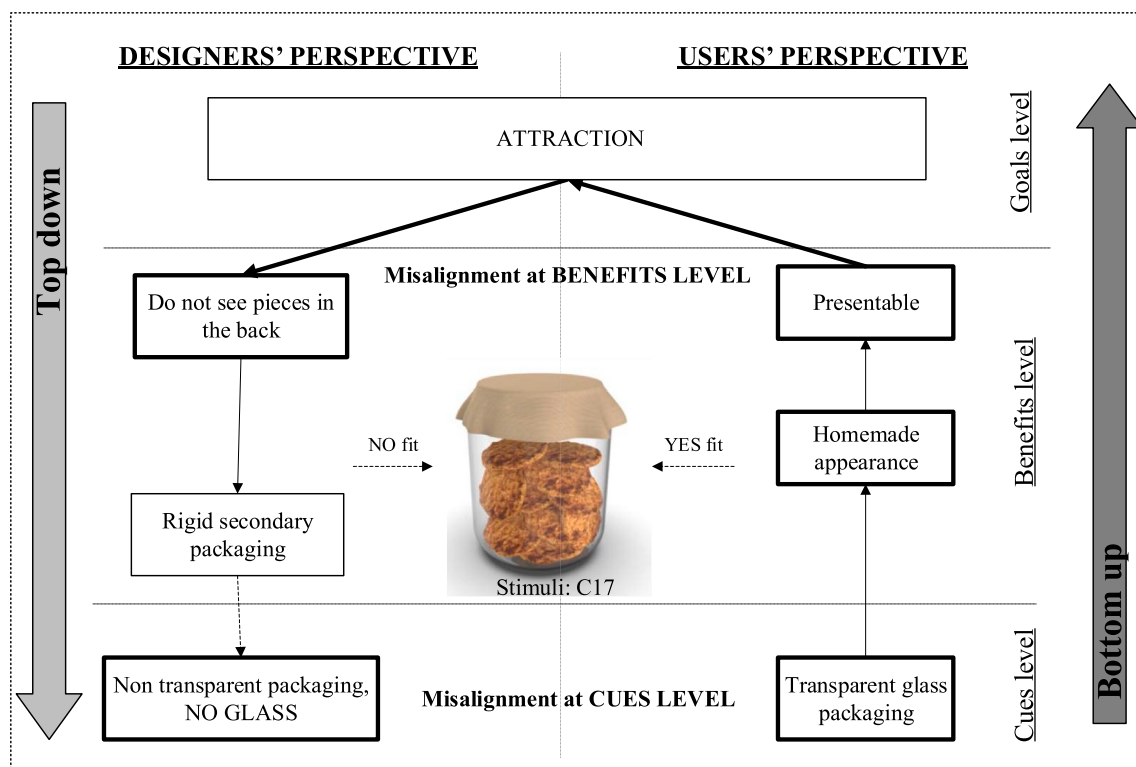 DESIGNERS’ PERSPECTIVE
USERS’ PERSPECTIVE
Top down
ATTRACTION
Goals level
Misalignment at BENEFITS LEVEL
Do not see pieces in
the back
Presentable
Benefits level
NO fit
YES fit
Homemade
appearance
Rigid secondary
packaging
Stimuli: C17
Bottom up
Non transparent packaging,
NO GLASS
Misalignment at CUES LEVEL
Transparent glass
packaging
Cues level